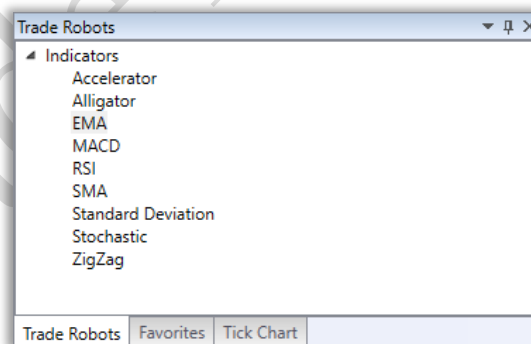 Trade Robots
Indicators
Accelerator
Alligator
EMA
MACD
RSI
SMA
Standard Deviation
Stochastic
ZigZag
Trade Robots Favorites Tick Chart